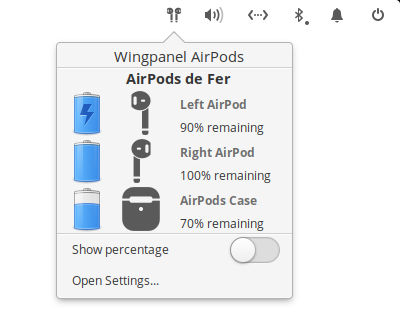 Wingpanel AirPods
AirPods de Fer
Left AirPod
90% remaining
Right AirPod
100% remaining
AirPods Case
70% remaining
Show percentage
Open Settings...